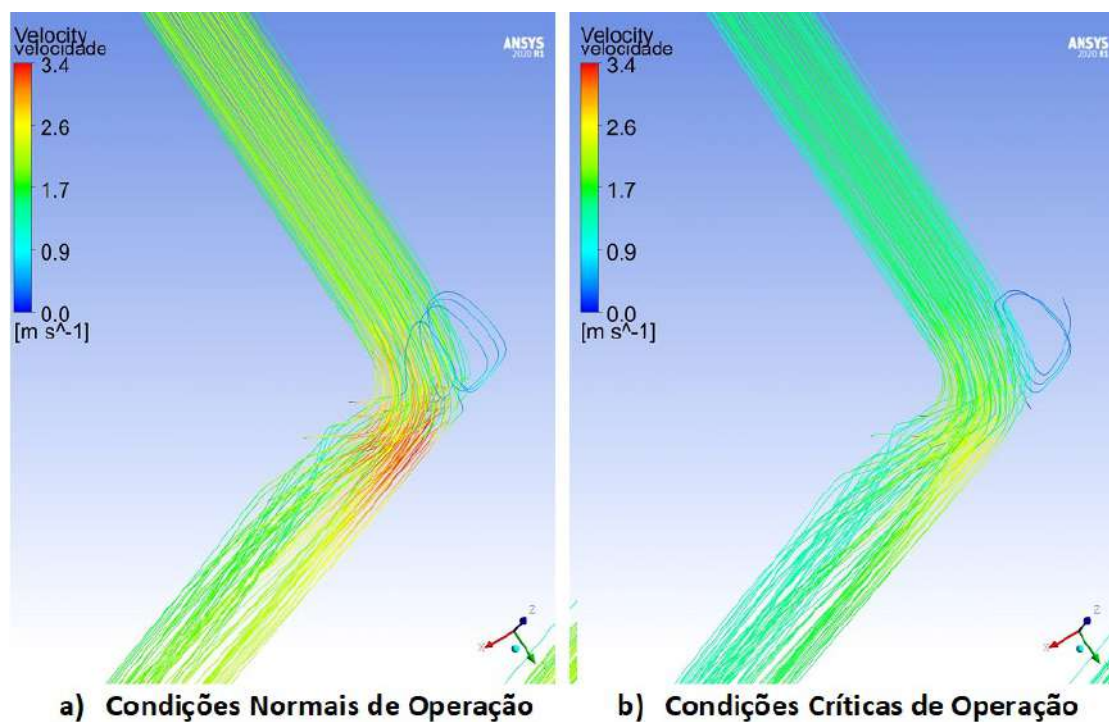 Velocity
velocidade
3.4
2.6
1.7
0.9
0.0
[m s^-1]
ANSYS
2020 R1
Z
X
a) Condições Normais de Operação
Velocity
velocidade
3.4
2.6
1.7
0.9
0.0
[m s^-1]
ANSYS
2020 R1
Z
X
b) Condições Críticas de Operação